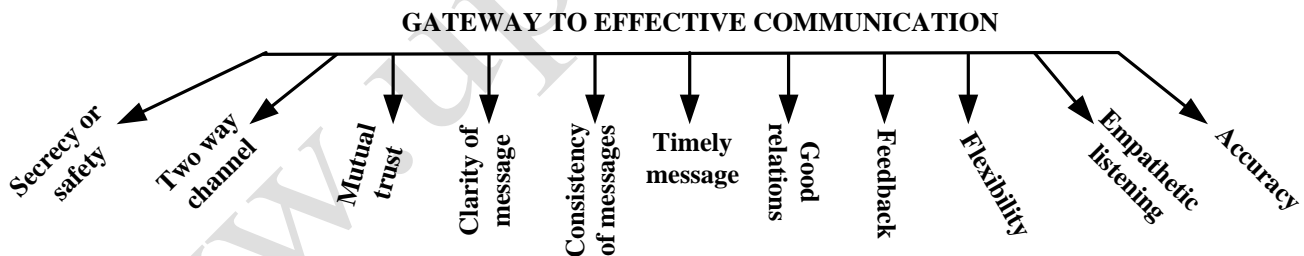 GATEWAY TO EFFECTIVE COMMUNICATION
Secrecy or
safety
Two way
channel
Mutual
trust
Clarity of
message
Consistency
of messages
Timely
message
Good
relations
Feedback
Flexibility
Empathetic
listening
Accuracy